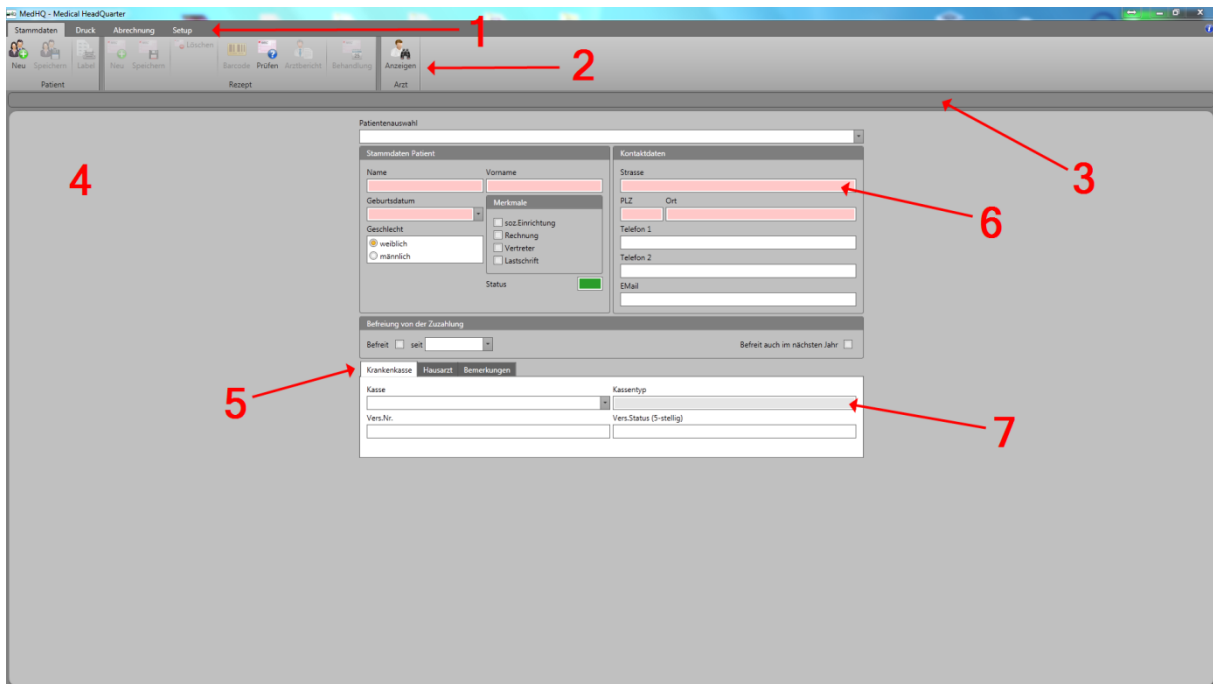 MedHQ - Medical HeadQuarter
Stammdaten Druck Abrechnung Setup
1
Löschen
Neu Speichern Label Neu Speichern Barcode Prüfen Arztbericht Behandlung Anzeigen
2
Patient Rezept Arzt
3
4
Patientenauswahl
Stammdaten Patient
Name Vorname
Geburtsdatum
Merkmale
soz.Einrichtung
Rechnung
Vertreter
Lastschrift
Geschlecht
weiblich
männlich
Status
Kontaktdaten
Strasse
6
PLZ Ort
Telefon 1
Telefon 2
EMail
Befreiung von der Zuzahlung
Befreit seit Befreit auch im nächsten Jahr
5
Krankenkasse Hausarzt Bemerkungen
Kasse Kassentyp
7
Vers.Nr. Vers.Status (5-stellig)